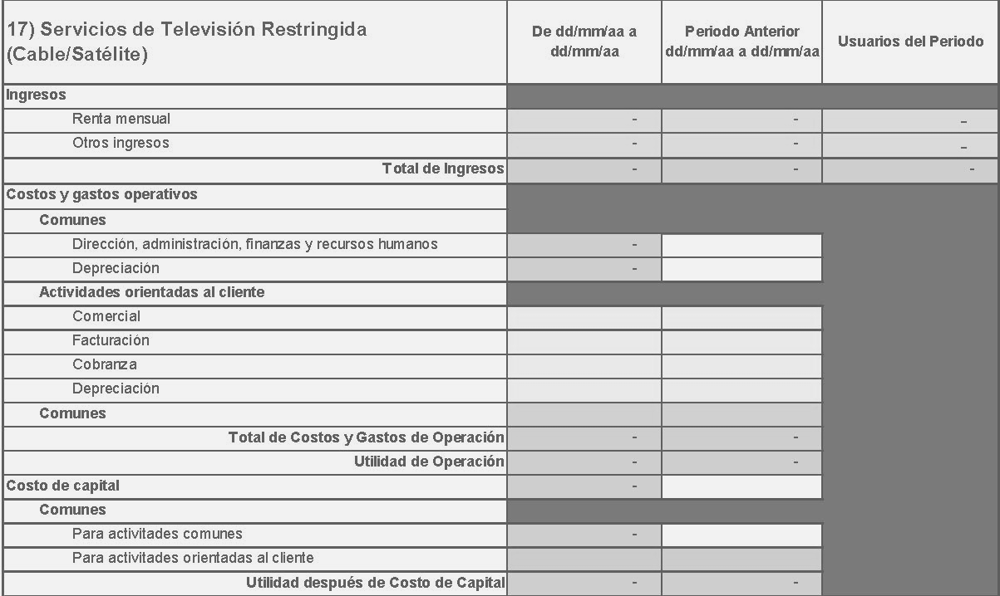 17) Servicios de Televisión Restringida
(Cable/Satélite)
De dd/mm/aa a
dd/mm/aa
Periodo Anterior
dd/mm/aa a dd/mm/aa
Usuarios del Periodo
Ingresos
Renta mensual - - -
Otros ingresos - - -
Total de Ingresos - - -
Costos y gastos operativos
Comunes
Dirección, administración, finanzas y recursos humanos -
Depreciación -
Actividades orientadas al cliente
Comercial
Facturación
Cobranza
Depreciación
Comunes
Total de Costos y Gastos de Operación - -
Utilidad de Operación - -
Costo de capital -
Comunes
Para activitades comunes -
Para activitades orientadas al cliente
Utilidad después de Costo de Capital - -